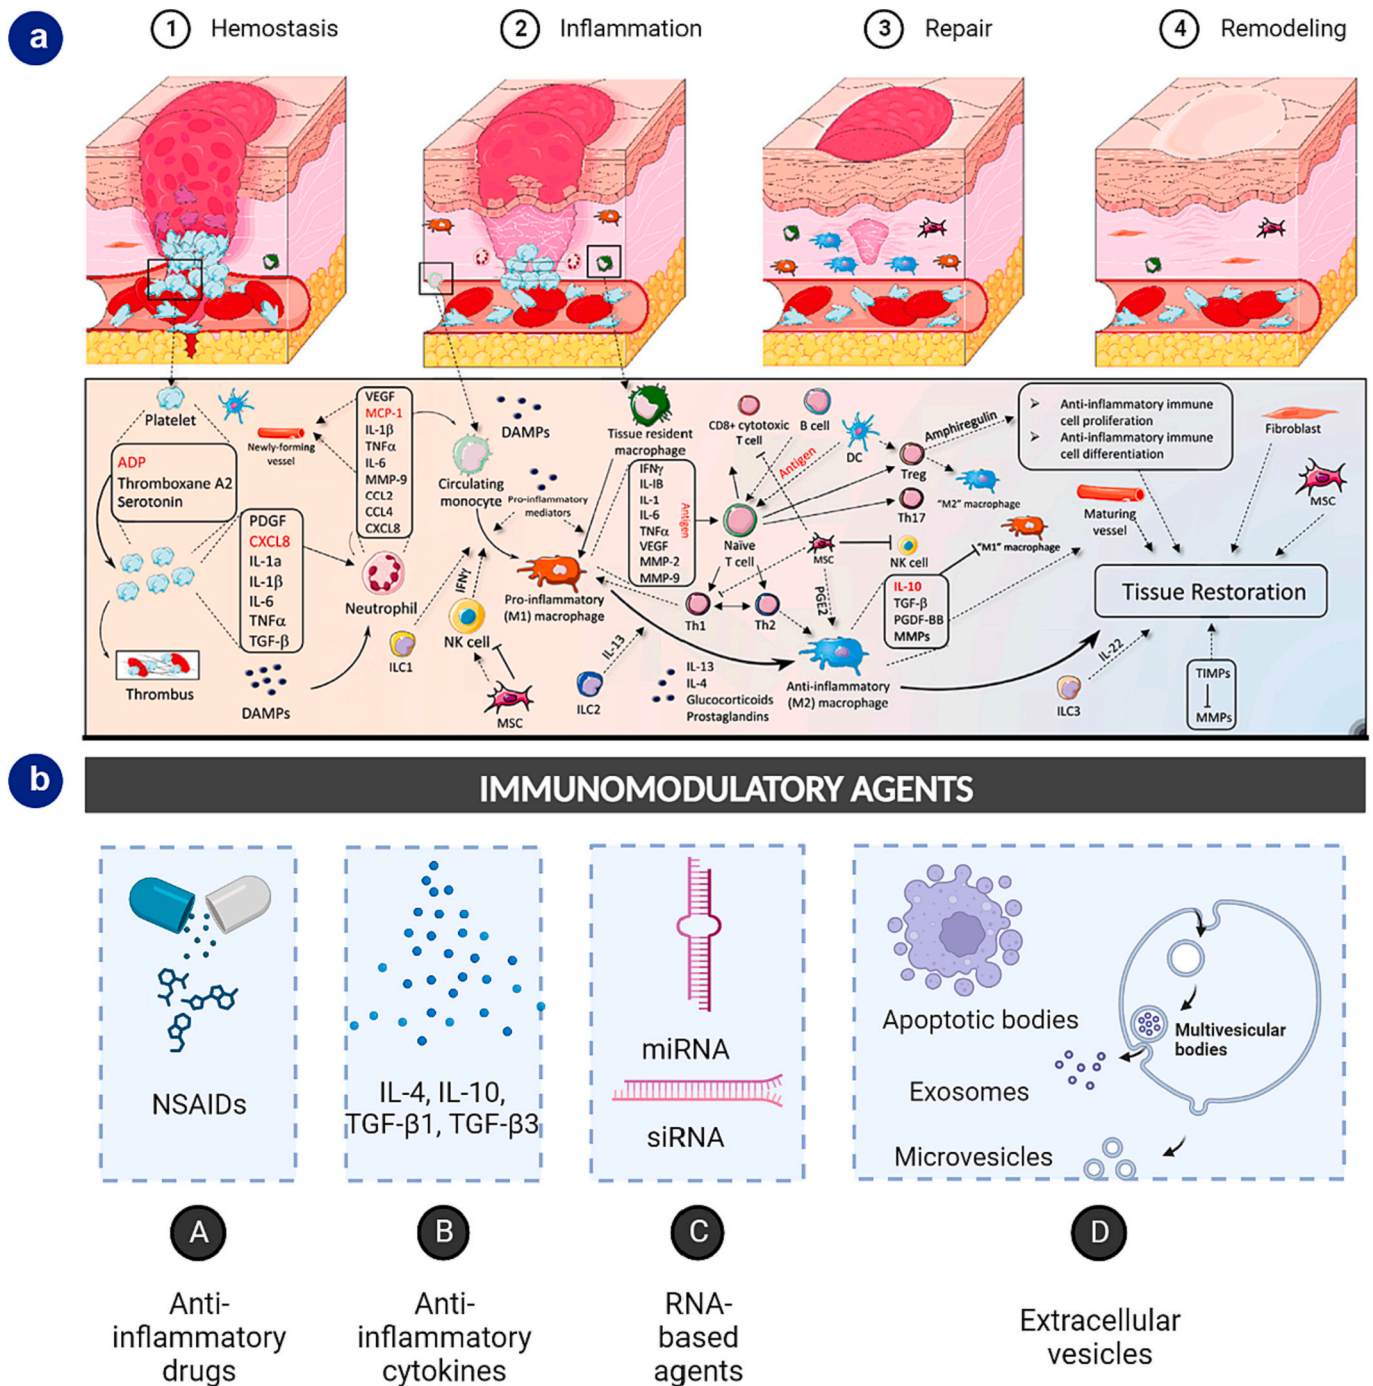 a
1 Hemostasis
2 Inflammation
3 Repair
4 Remodeling
Platelet
ADP
Thromboxane A2
Serotonin
Thrombus
PDGF
CXCL8
IL-1a
IL-1β
IL-6
TNFα
TGF-β
DAMPs
Newly-forming
vessel
VEGF
MCP-1
IL-1β
TNFα
IL-6
MMP-9
CCL2
CCL4
CXCL8
Neutrophil
Circulating
monocyte
DAMPs
Pro-inflammatory
mediators
ILC1
IFNγ
NK cell
MSC
Pro-inflammatory
(M1) macrophage
Tissue resident
macrophage
IFNγ
IL-IB
IL-1
IL-6
TNFα
VEGF
MMP-2
MMP-9
Antigen
ILC2
IL-13
IL-13
IL-4
Glucocorticoids
Prostaglandins
CD8+ cytotoxic
T cell
B cell
DC
Antigen
Naïve
T cell
Th1
Th2
MSC
PGE2
Treg
Th17
NK cell
Amphiregulin
"M2" macrophage
"M1" macrophage
IL-10
TGF-β
PGDF-BB
MMPs
Anti-inflammatory
(M2) macrophage
➢ Anti-inflammatory immune
cell proliferation
➢ Anti-inflammatory immune
cell differentiation
Maturing
vessel
Fibroblast
MSC
Tissue Restoration
ILC3
IL-22
TIMPs
MMPs
b
IMMUNOMODULATORY AGENTS
NSAIDs
IL-4, IL-10,
TGF-β1, TGF-β3
miRNA
siRNA
Apoptotic bodies
Exosomes
Microvesicles
Multivesicular
bodies
A
Anti-
inflammatory
drugs
B
Anti-
inflammatory
cytokines
C
RNA-
based
agents
D
Extracellular
vesicles